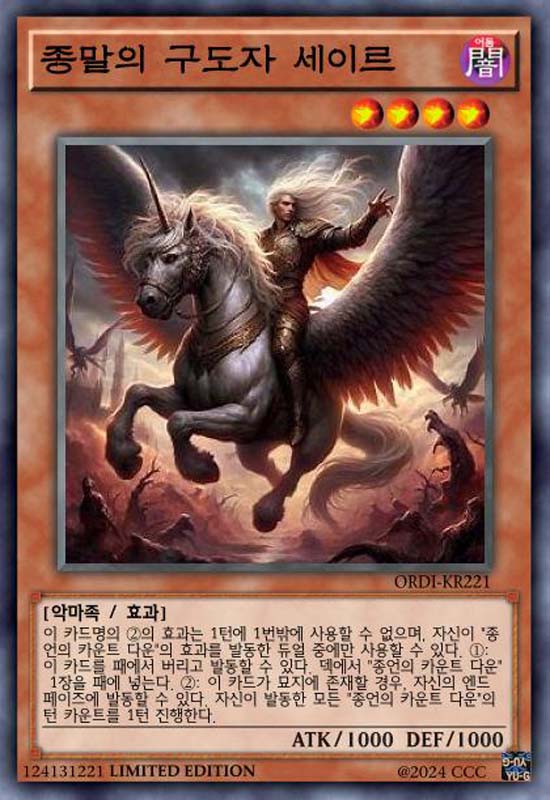 종말의 구도자 세이르
어둠
闇
ORDI-KR221
[악마족 / 효과]
이 카드명의 ②의 효과는 1턴에 1번밖에 사용할 수 없으며, 자신이 "종
언의 카운트 다운"의 효과를 발동한 듀얼 중에만 사용할 수 있다. ①:
이 카드를 패에서 버리고 발동할 수 있다. 덱에서 "종언의 카운트 다운"
1장을 패에 넣는다. ②: 이 카드가 묘지에 존재할 경우, 자신의 엔드
페이즈에 발동할 수 있다. 자신이 발동한 모든 "종언의 카운트 다운"의
턴 카운트를 1턴 진행한다.
ATK/1000 DEF/1000
124131221 LIMITED EDITION
@2024 CCC
YU-G